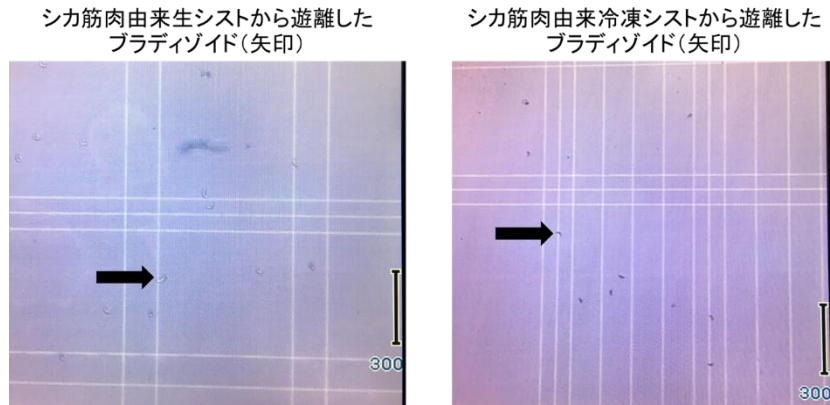 シカ筋肉由来生シストから遊離した
ブラディゾイド(矢印)
シカ筋肉由来冷凍シストから遊離した
ブラディゾイド(矢印)
300
300